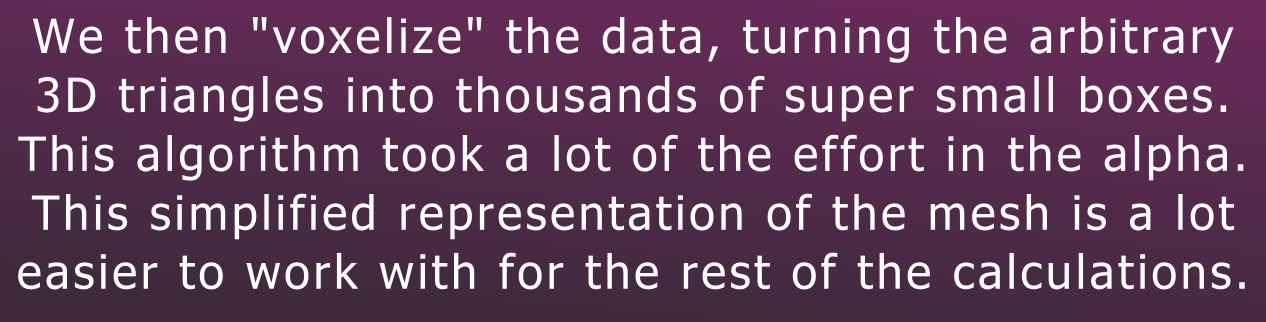 We then "voxelize" the data, turning the arbitrary
3D triangles into thousands of super small boxes.
This algorithm took a lot of the effort in the alpha.
This simplified representation of the mesh is a lot
easier to work with for the rest of the calculations.